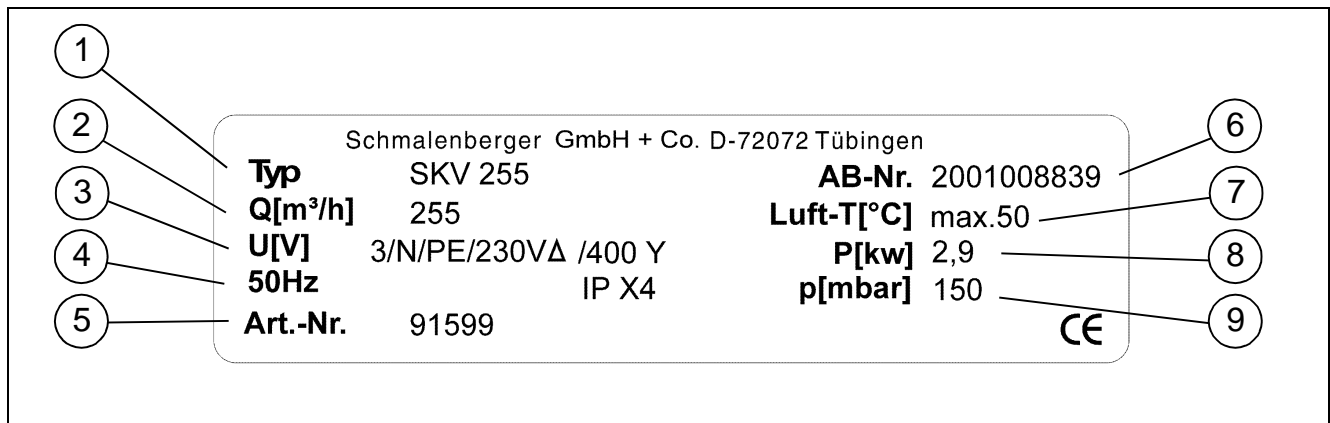 1
2
3
4
5
Schmalenberger GmbH + Co. D-72072 Tübingen
Typ SKV 255 AB-Nr. 2001008839
Q[m³/h] 255 Luft-T[°C] max.50
U[V] 3/N/PE/230VΔ /400 Y P[kw] 2,9
50Hz IP X4 p[mbar] 150
Art.-Nr. 91599 CE
6
7
8
9